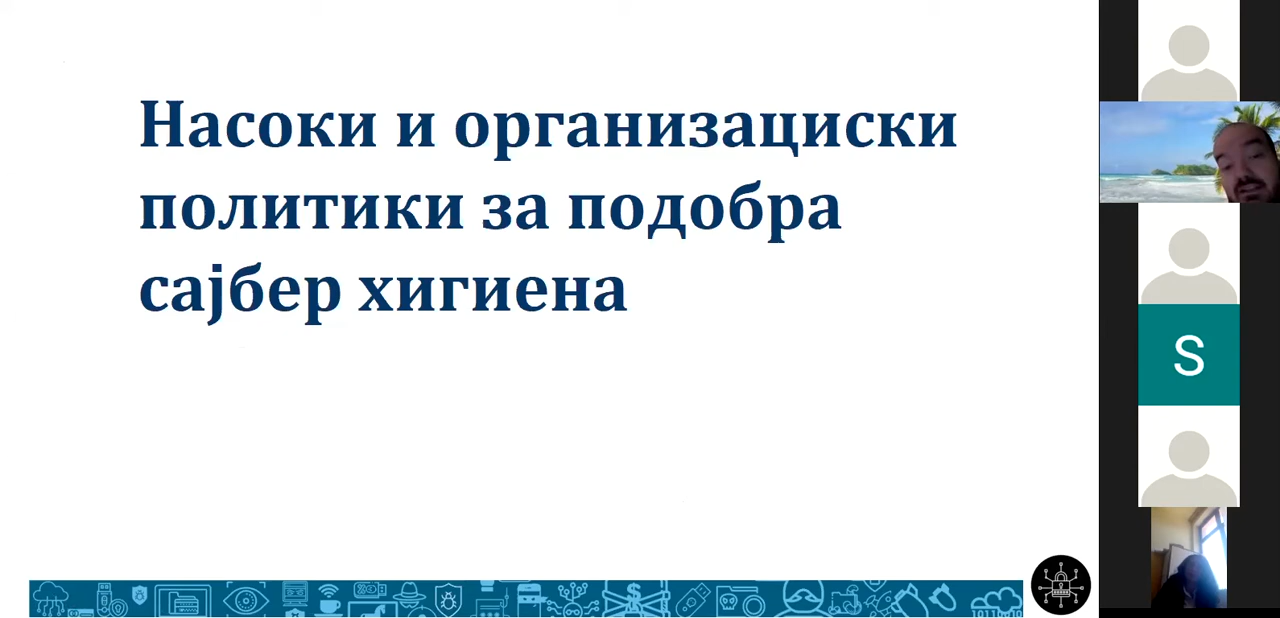 Насоки и организациски
политики за подобра
сајбер хигиена
S